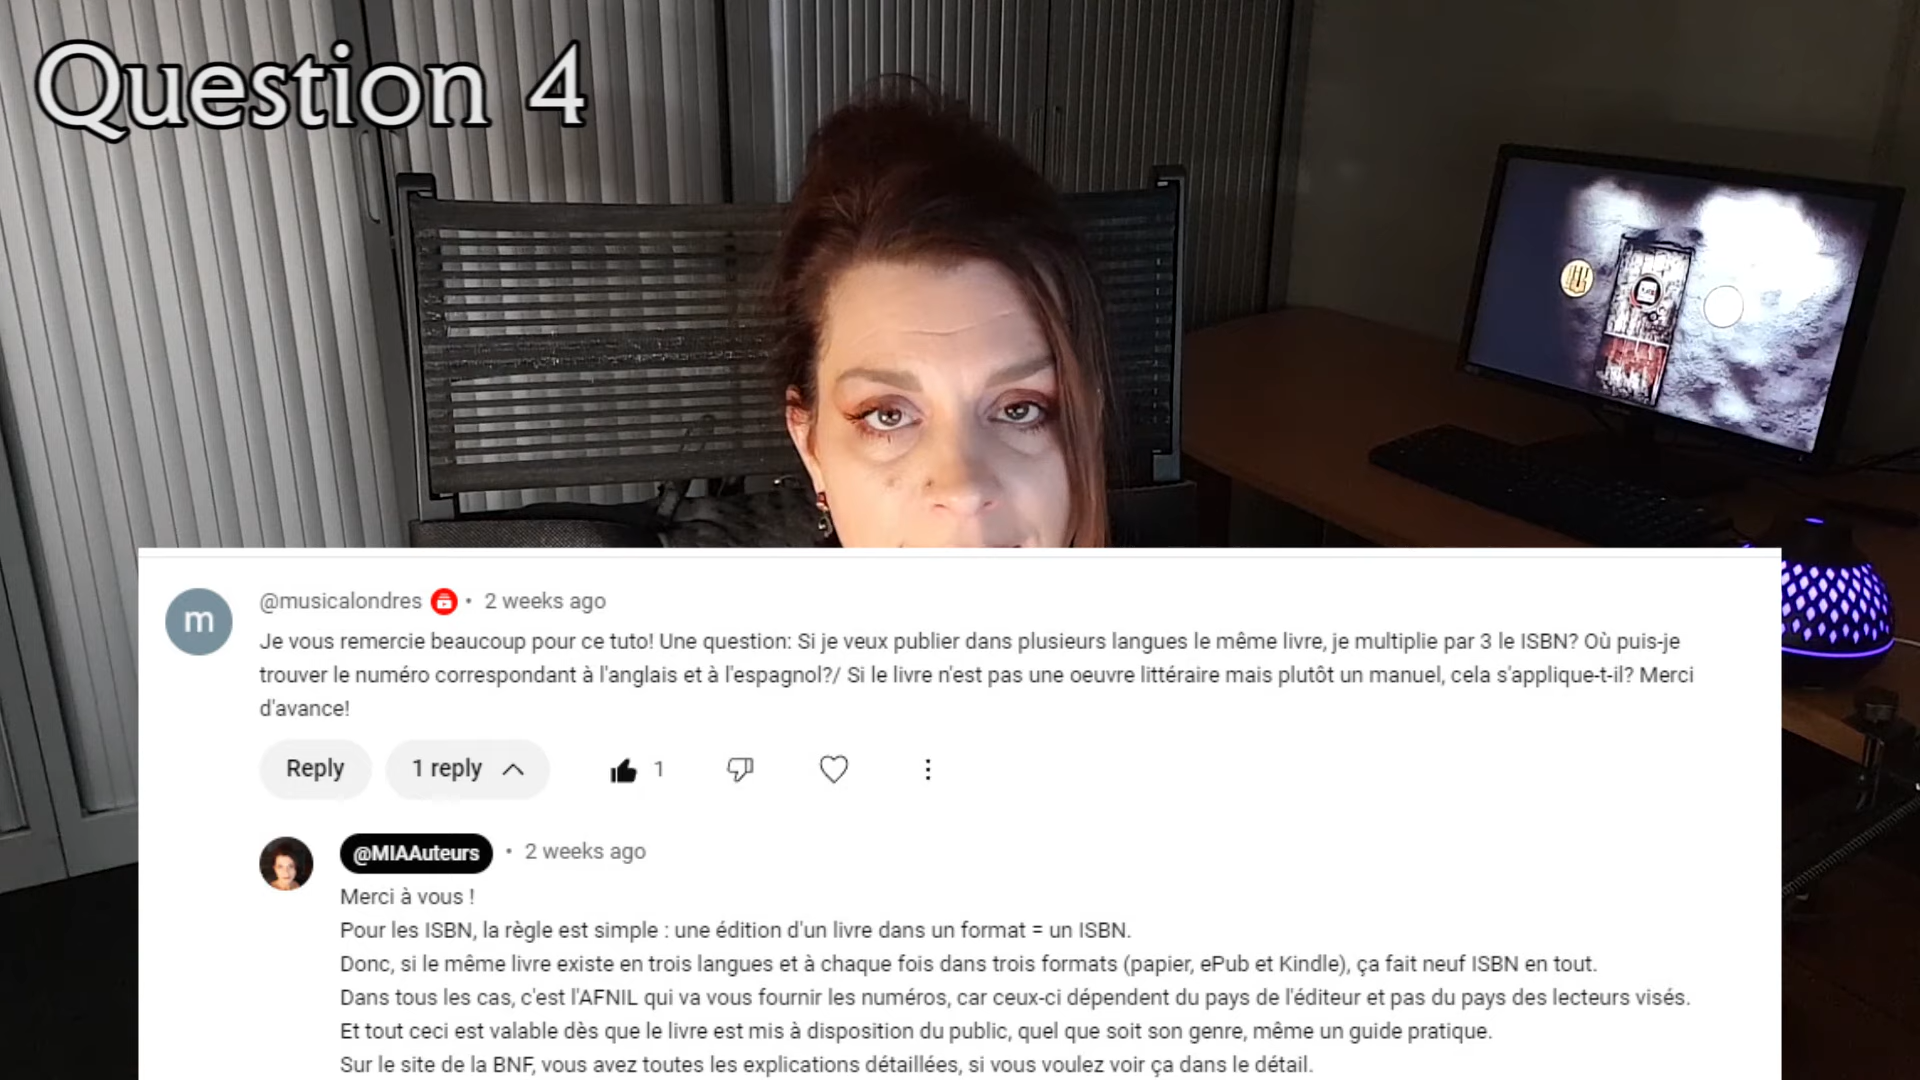 Question 4
@musicalondres • 2 weeks ago
Je vous remercie beaucoup pour ce tuto! Une question: Si je veux publier dans plusieurs langues le même livre, je multiplie par 3 le ISBN? Où puis-je
trouver le numéro correspondant à l'anglais et à l'espagnol?/ Si le livre n'est pas une oeuvre littéraire mais plutôt un manuel, cela s'applique-t-il? Merci
d'avance!
Reply 1 reply 1
@MIAAuteurs • 2 weeks ago
Merci à vous !
Pour les ISBN, la règle est simple : une édition d'un livre dans un format = un ISBN.
Donc, si le même livre existe en trois langues et à chaque fois dans trois formats (papier, ePub et Kindle), ça fait neuf ISBN en tout.
Dans tous les cas, c'est l'AFNIL qui va vous fournir les numéros, car ceux-ci dépendent du pays de l'éditeur et pas du pays des lecteurs visés.
Et tout ceci est valable dès que le livre est mis à disposition du public, quel que soit son genre, même un guide pratique.
Sur le site de la BNF, vous avez toutes les explications détaillées, si vous voulez voir ça dans le détail.